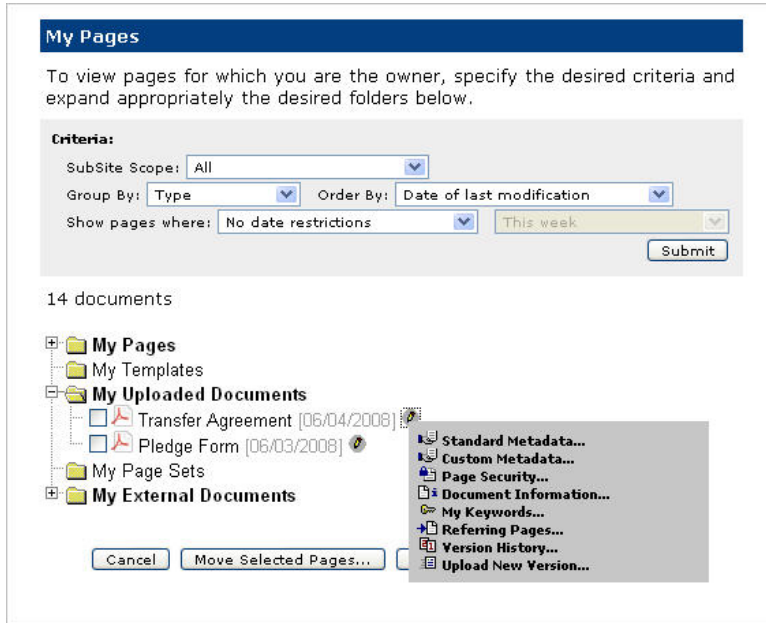 My Pages
To view pages for which you are the owner, specify the desired criteria and
expand appropriately the desired folders below.
Criteria:
SubSite Scope: All
Group By: Type Order By: Date of last modification
Show pages where: No date restrictions This week
Submit
14 documents
My Pages
My Templates
My Uploaded Documents
Transfer Agreement [06/04/2008]
Pledge Form [06/03/2008]
My Page Sets
My External Documents
Standard Metadata...
Custom Metadata...
Page Security...
Document Information...
My Keywords...
Referring Pages...
Version History...
Upload New Version...
Cancel Move Selected Pages...